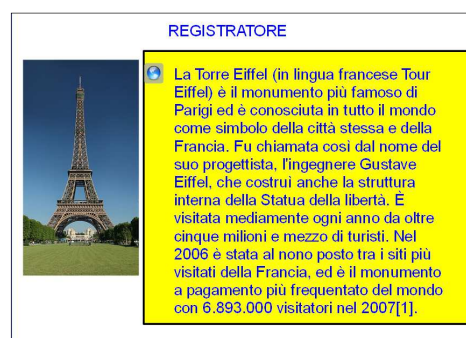 REGISTRATORE
La Torre Eiffel (in lingua francese Tour
Eiffel) è il monumento più famoso di
Parigi ed è conosciuta in tutto il mondo
come simbolo della città stessa e della
Francia. Fu chiamata così dal nome del
suo progettista, l'ingegnere Gustave
Eiffel, che costruì anche la struttura
interna della Statua della libertà. È
visitata mediamente ogni anno da oltre
cinque milioni e mezzo di turisti. Nel
2006 è stata al nono posto tra i siti più
visitati della Francia, ed è il monumento
a pagamento più frequentato del mondo
con 6.893.000 visitatori nel 2007[1].